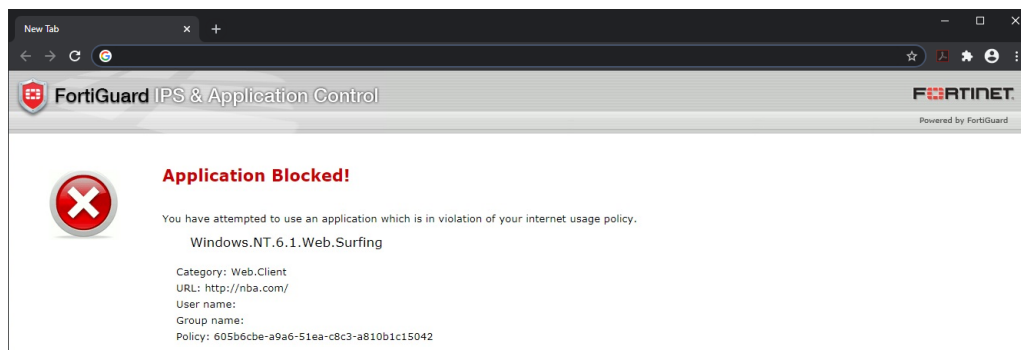 New Tab
FortiGuard IPS & Application Control
FORTINET.
Powered by FortiGuard
Application Blocked!
You have attempted to use an application which is in violation of your internet usage policy.
Windows.NT.6.1.Web.Surfing
Category: Web.Client
URL: http://nba.com/
User name:
Group name:
Policy: 605b6cbe-a9a6-51ea-c8c3-a810b1c15042